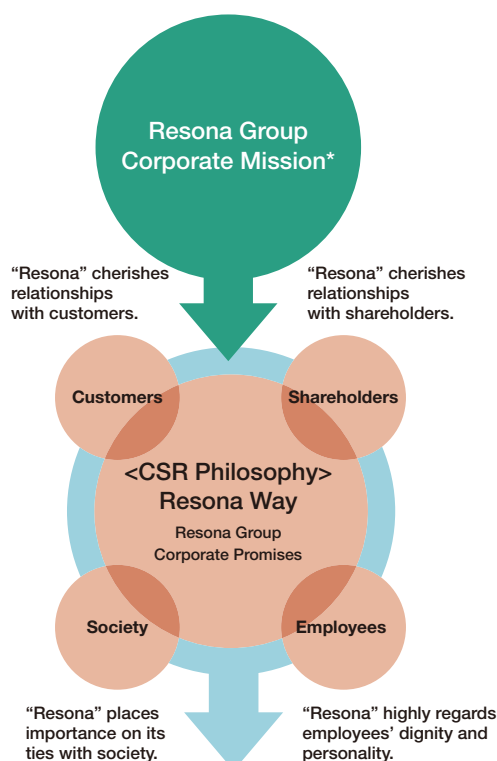 Resona Group
Corporate Mission*
“Resona” cherishes
relationships
with customers.
“Resona” cherishes
relationships
with shareholders.
Customers
Shareholders
<CSR Philosophy>
Resona Way
Resona Group
Corporate Promises
Society
Employees
“Resona” places
importance on its
ties with society.
“Resona” highly regards
employees’ dignity and
personality.